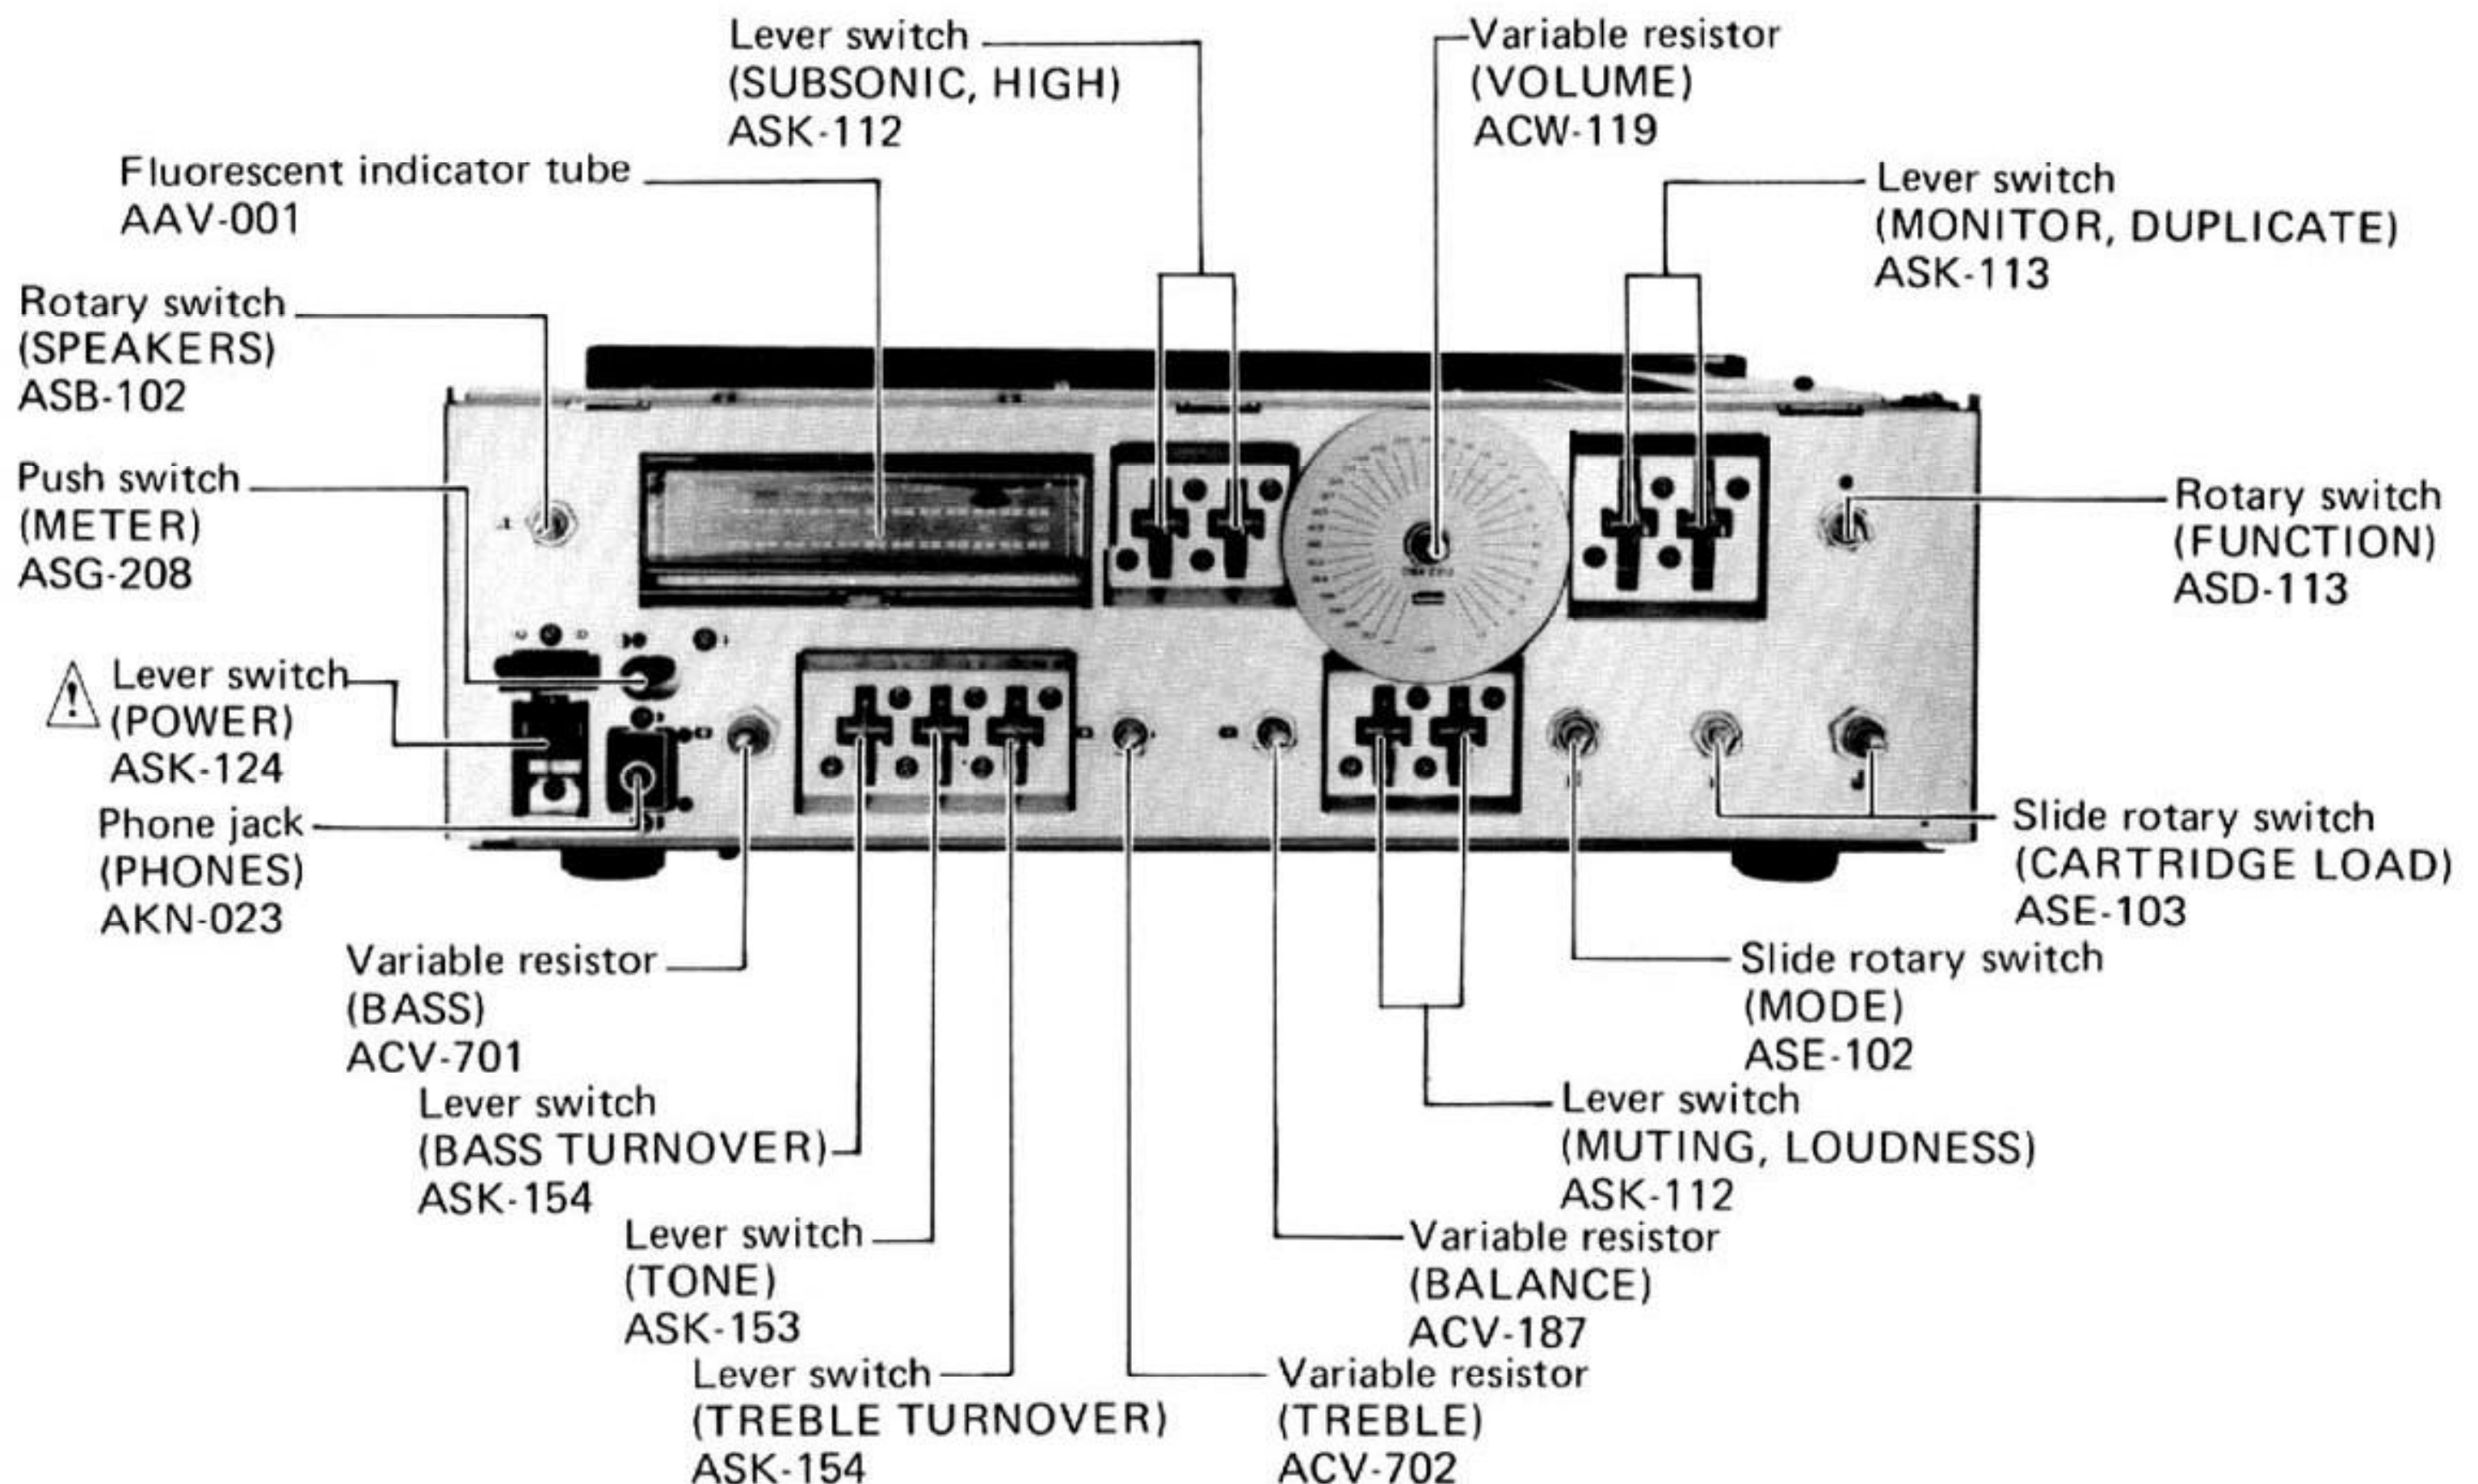 Lever switch
(SUBSONIC, HIGH)
ASK-112
Variable resistor
(VOLUME)
ACW-119
Fluorescent indicator tube
AAV-001
Lever switch
(MONITOR, DUPLICATE)
ASK-113
Rotary switch
(SPEAKERS)
ASB-102
Push switch
(METER)
ASG-208
Rotary switch
(FUNCTION)
ASD-113
!
Lever switch
(POWER)
ASK-124
Phone jack
(PHONES)
AKN-023
Slide rotary switch
(CARTRIDGE LOAD)
ASE-103
Variable resistor
(BASS)
ACV-701
Slide rotary switch
(MODE)
ASE-102
Lever switch
(BASS TURNOVER)
ASK-154
Lever switch
(MUTING, LOUDNESS)
ASK-112
Lever switch
(TONE)
ASK-153
Variable resistor
(BALANCE)
ACV-187
Lever switch
(TREBLE TURNOVER)
ASK-154
Variable resistor
(TREBLE)
ACV-702